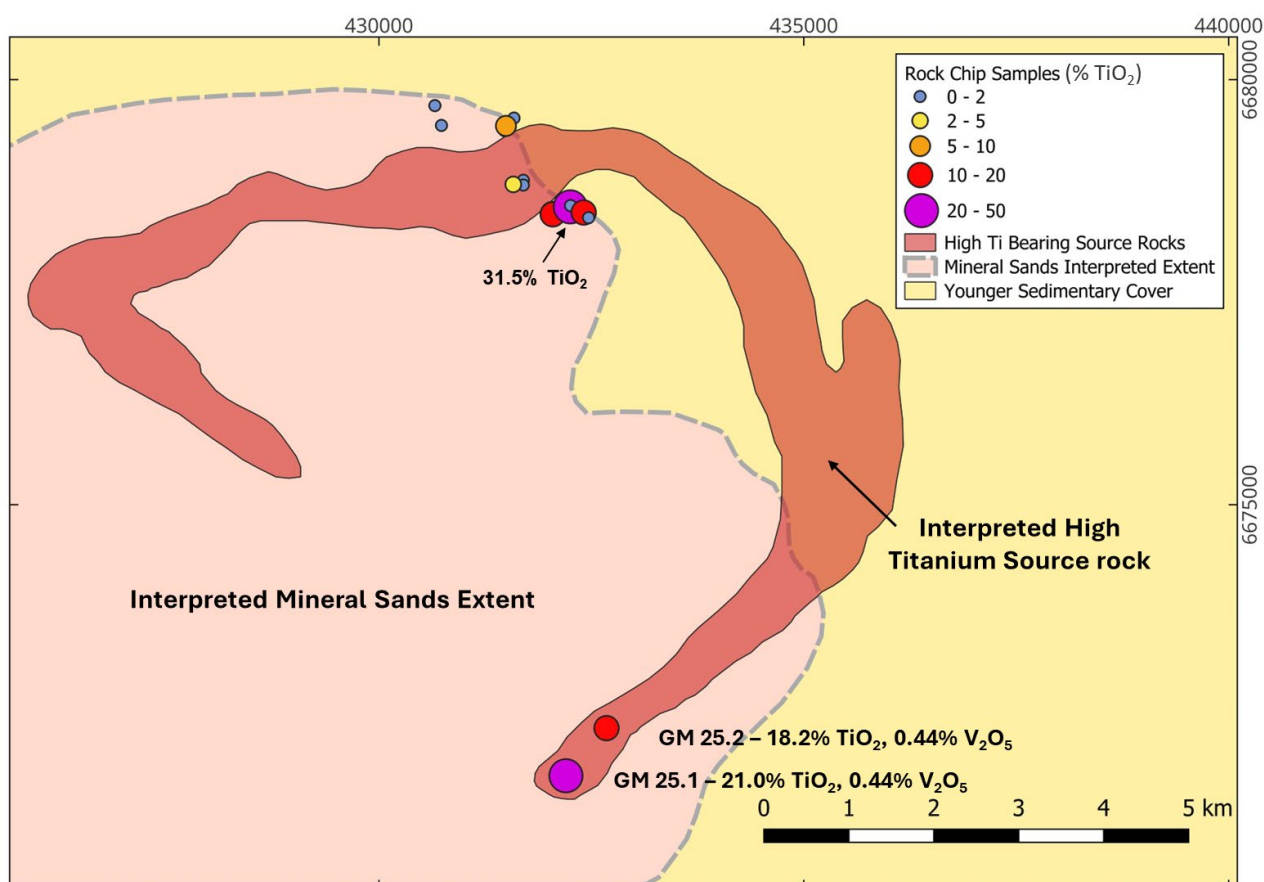 430000
435000
440000
6680000
Rock Chip Samples (% TiO₂)
0 - 2
2 - 5
5 - 10
10 - 20
20 - 50
High Ti Bearing Source Rocks
Mineral Sands Interpreted Extent
Younger Sedimentary Cover
31.5% TiO₂
6675000
Interpreted High
Titanium Source rock
Interpreted Mineral Sands Extent
GM 25.2 – 18.2% TiO₂, 0.44% V₂O₅
GM 25.1 – 21.0% TiO₂, 0.44% V₂O₅
0 1 2 3 4 5 km